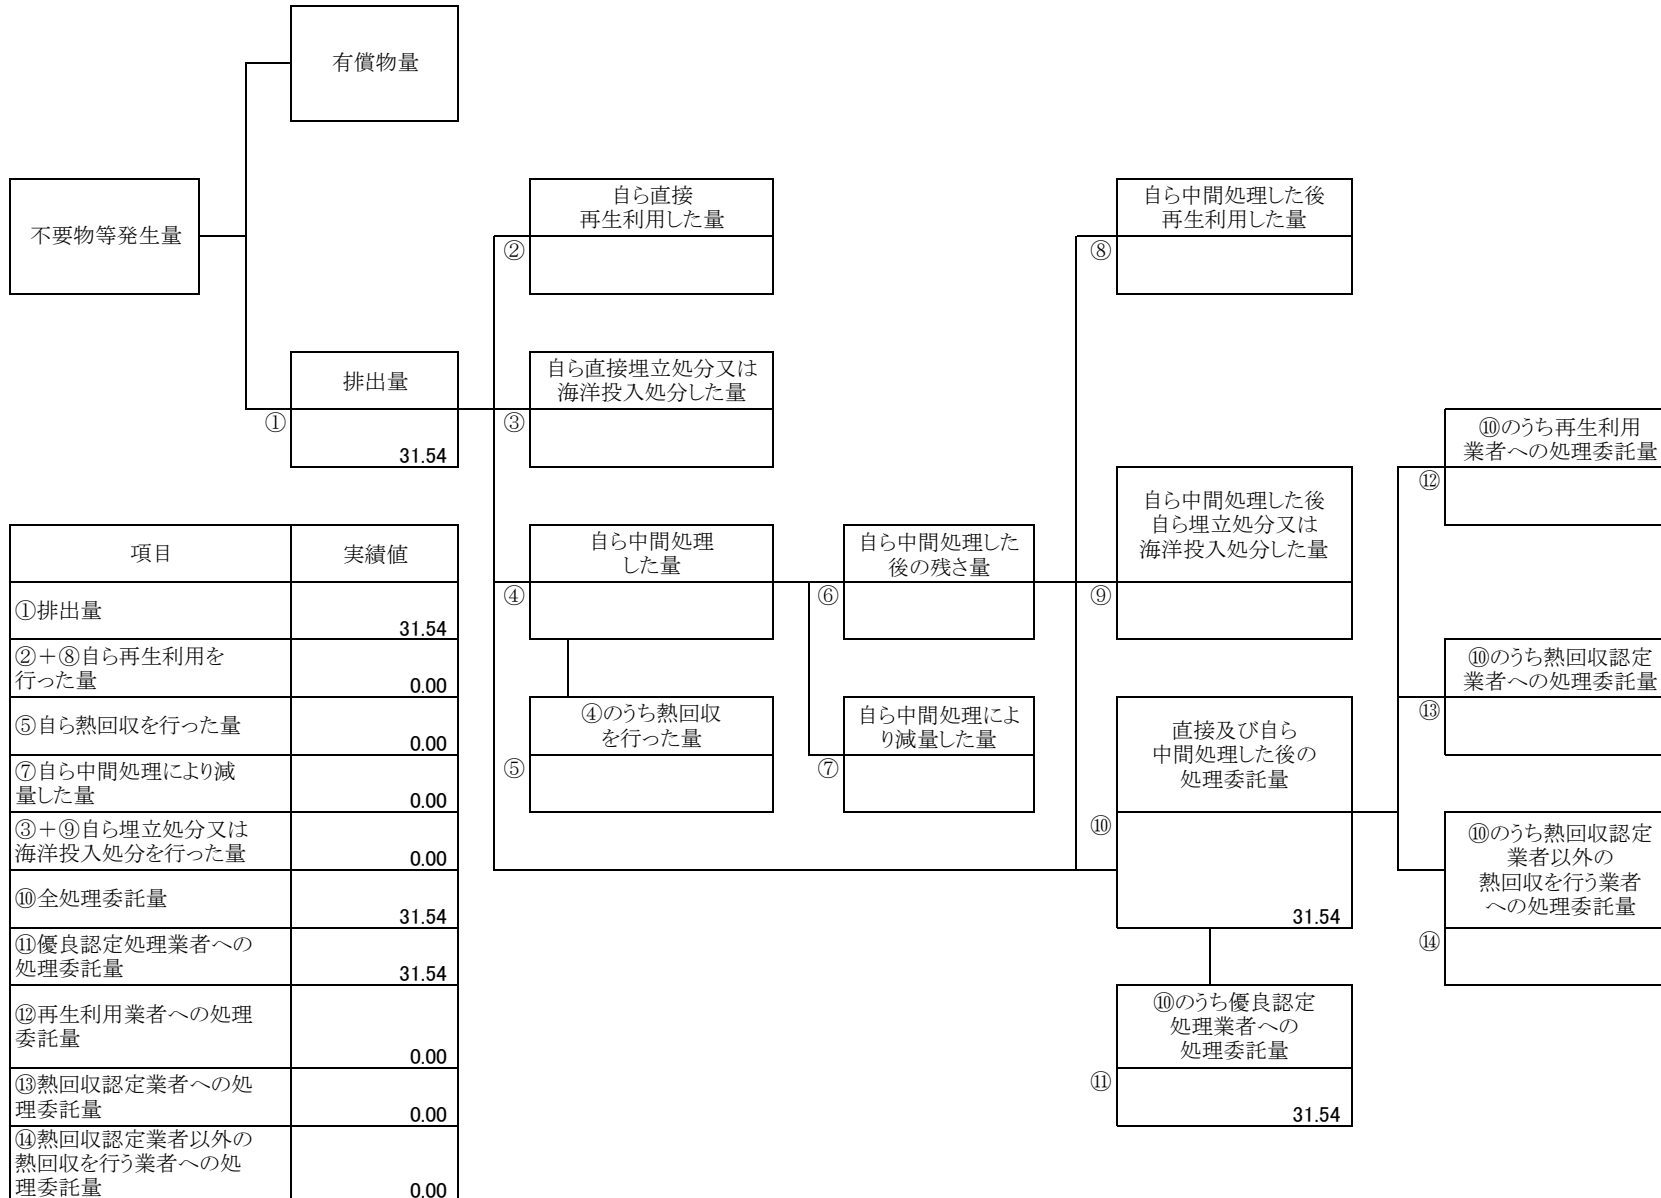 有償物量
不要物等発生量
自ら直接
再生利用した量
②
自ら中間処理した後
再生利用した量
⑧
排出量
①
31.54
自ら直接埋立処分又は
海洋投入処分した量
③
⑩のうち再生利用
業者への処理委託量
⑫
自ら中間処理
した量
④
自ら中間処理した
後の残さ量
⑥
自ら中間処理した後
自ら埋立処分又は
海洋投入処分した量
⑨
⑩のうち熱回収認定
業者への処理委託量
⑬
④のうち熱回収
を行った量
⑤
自ら中間処理によ
り減量した量
⑦
直接及び自ら
中間処理した後の
処理委託量
⑩
31.54
⑩のうち熱回収認定
業者以外の
熱回収を行う業者
への処理委託量
⑭
⑩のうち優良認定
処理業者への
処理委託量
⑪
31.54
項目 実績値
①排出量 31.54
②＋⑧自ら再生利用を
行った量 0.00
⑤自ら熱回収を行った量 0.00
⑦自ら中間処理により減
量した量 0.00
③＋⑨自ら埋立処分又は
海洋投入処分を行った量 0.00
⑩全処理委託量 31.54
⑪優良認定処理業者への
処理委託量 31.54
⑫再生利用業者への処理
委託量 0.00
⑬熱回収認定業者への処
理委託量 0.00
⑭熱回収認定業者以外の
熱回収を行う業者への処
理委託量 0.00